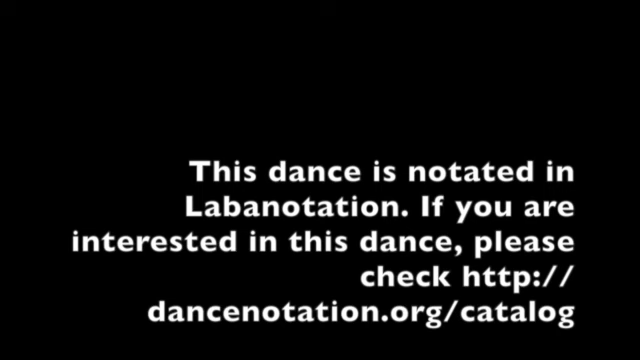 This dance is notated in
Labanotation. If you are
interested in this dance, please
check http://
dancenotation.org/catalog